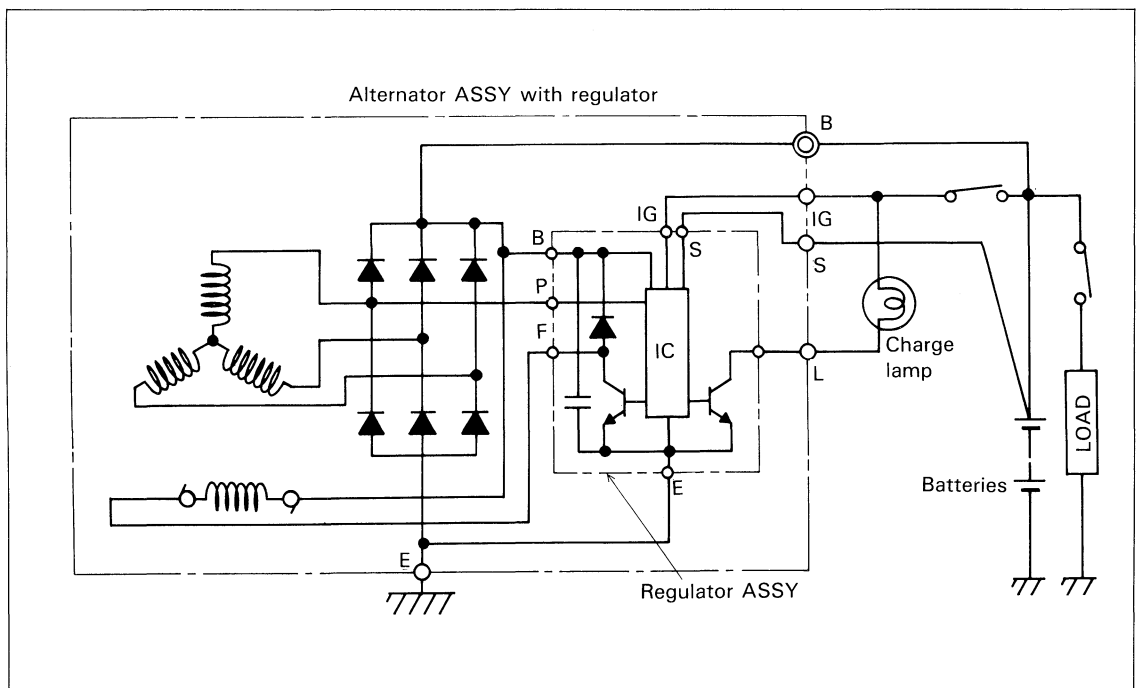 Alternator ASSY with regulator
B
IG
IG
B
S
S
P
F
IC
Charge
lamp
L
LOAD
E
Batteries
E
Regulator ASSY